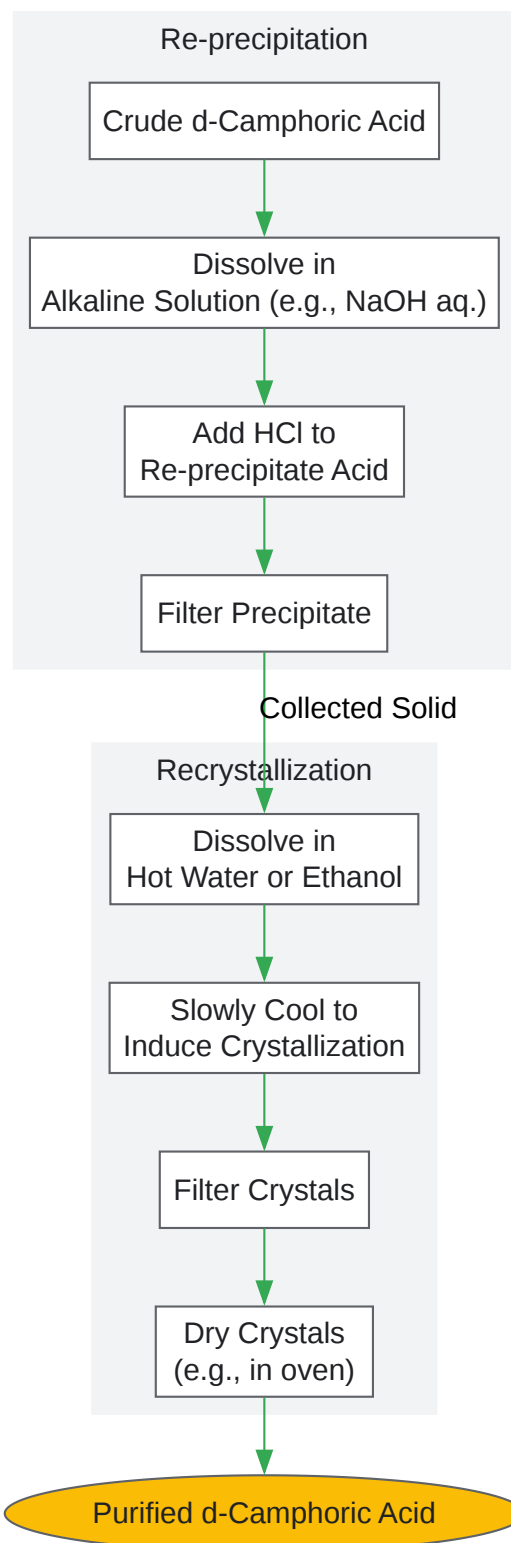 Re-precipitation
Crude d-Camphoric Acid
Dissolve in
Alkaline Solution (e.g., NaOH aq.)
Add HCl to
Re-precipitate Acid
Filter Precipitate
Collected Solid
Recrystallization
Dissolve in
Hot Water or Ethanol
Slowly Cool to
Induce Crystallization
Filter Crystals
Dry Crystals
(e.g., in oven)
Purified d-Camphoric Acid